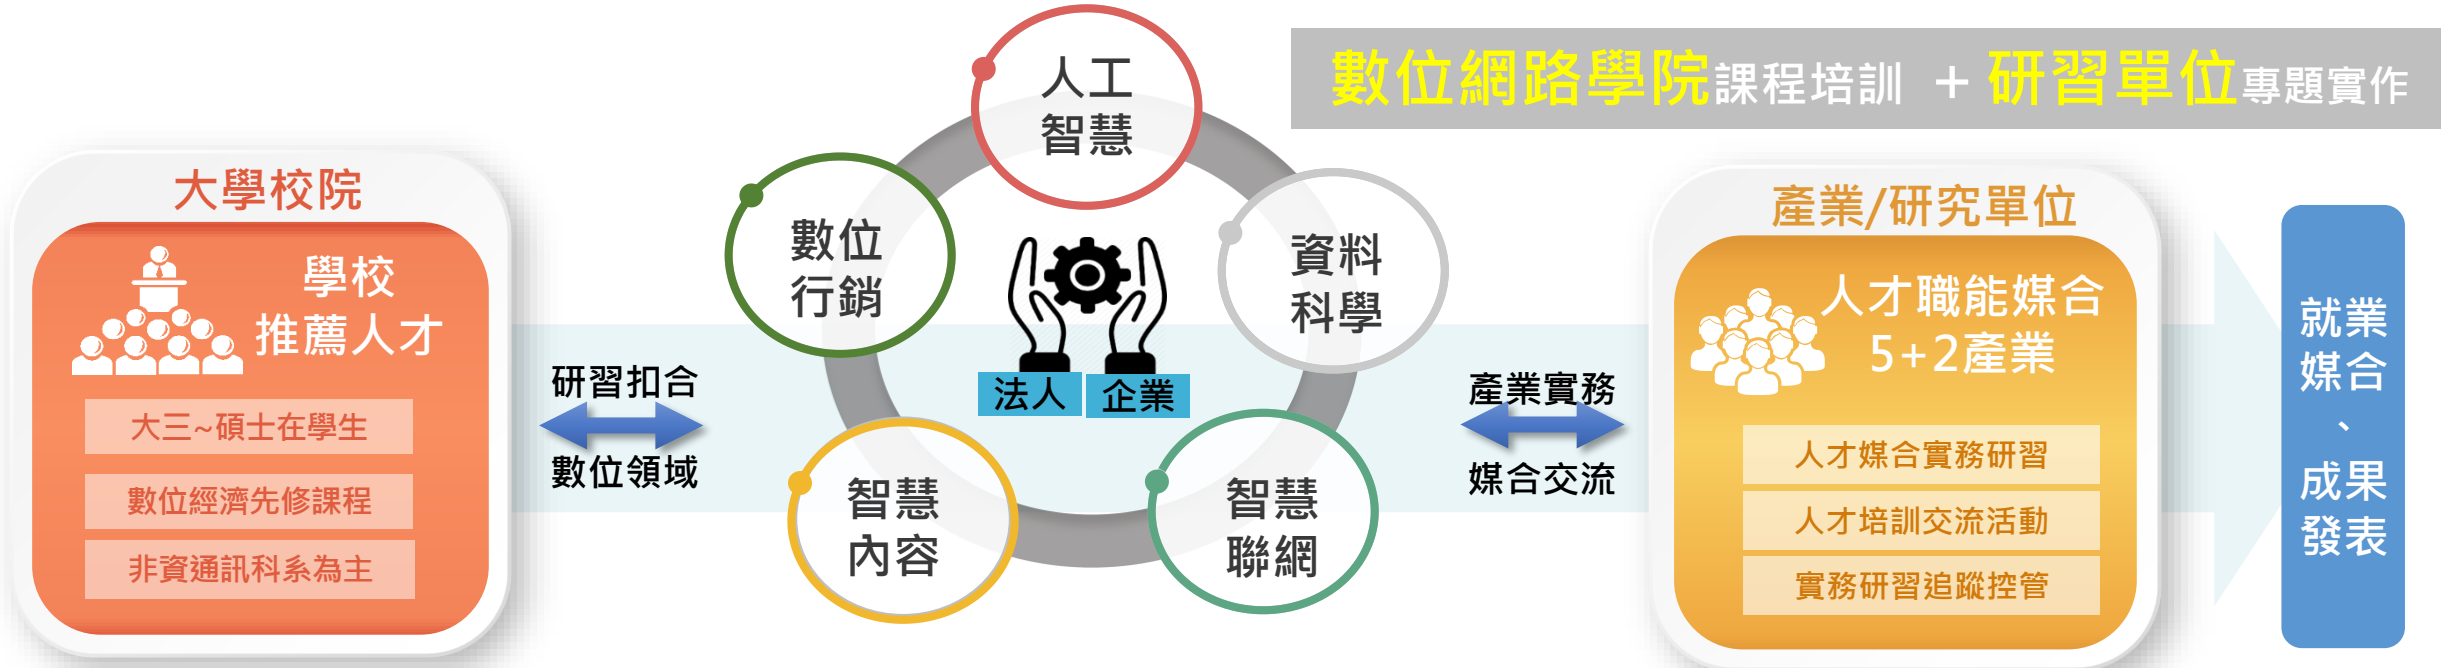 數位網路學院課程培訓 + 研習單位專題實作
大學校院
學校
推薦人才
大三~碩士在學生
數位經濟先修課程
非資通訊科系為主
研習扣合
數位領域
人工
智慧
數位
行銷
資料
科學
法人
企業
智慧
內容
智慧
聯網
產業實務
媒合交流
產業/研究單位
人才職能媒合
5+2產業
人才媒合實務研習
人才培訓交流活動
實務研習追蹤控管
就業
媒合
、
成果
發表